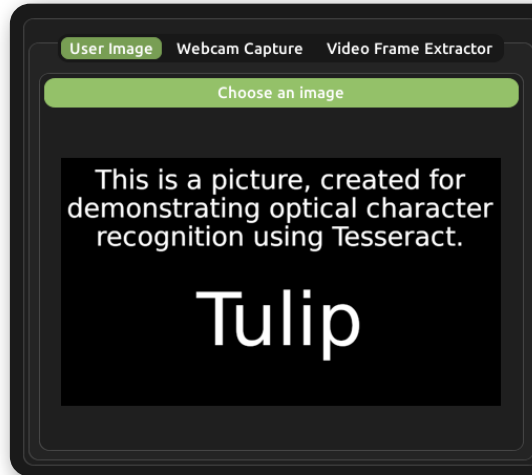 User Image Webcam Capture Video Frame Extractor
Choose an image
This is a picture, created for
demonstrating optical character
recognition using Tesseract.
Tulip